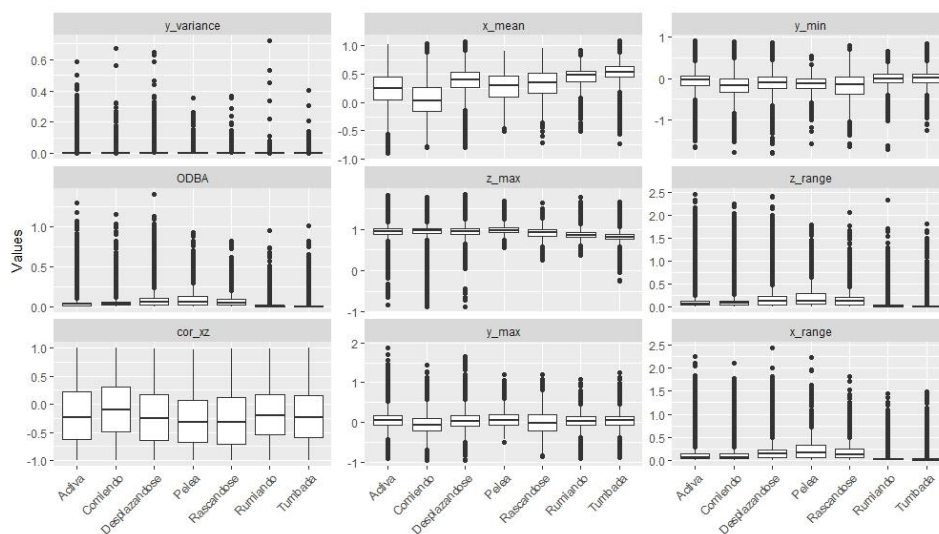 y_variance
x_mean
y_min
0.6
0.4
0.2
0.0
1.0
0.5
0.0
-0.5
-1.0
1
0
-1
ODBA
z_max
z_range
1.0
0.5
0.0
2
1
1
-1
2.5
2.0
1.5
1.0
0.5
0.0
cor_xz
y_max
x_range
1.0
0.5
0.0
-0.5
-1.0
2
1
0
-1
2.5
2.0
1.5
1.0
0.5
0.0
Values
Activa
Comiendo
Desplazandose
Pelea
Rascandose
Rumiando
Tumbada
Activa
Comiendo
Desplazandose
Pelea
Rascandose
Rumiando
Tumbada
Activa
Comiendo
Desplazandose
Pelea
Rascandose
Rumiando
Tumbada